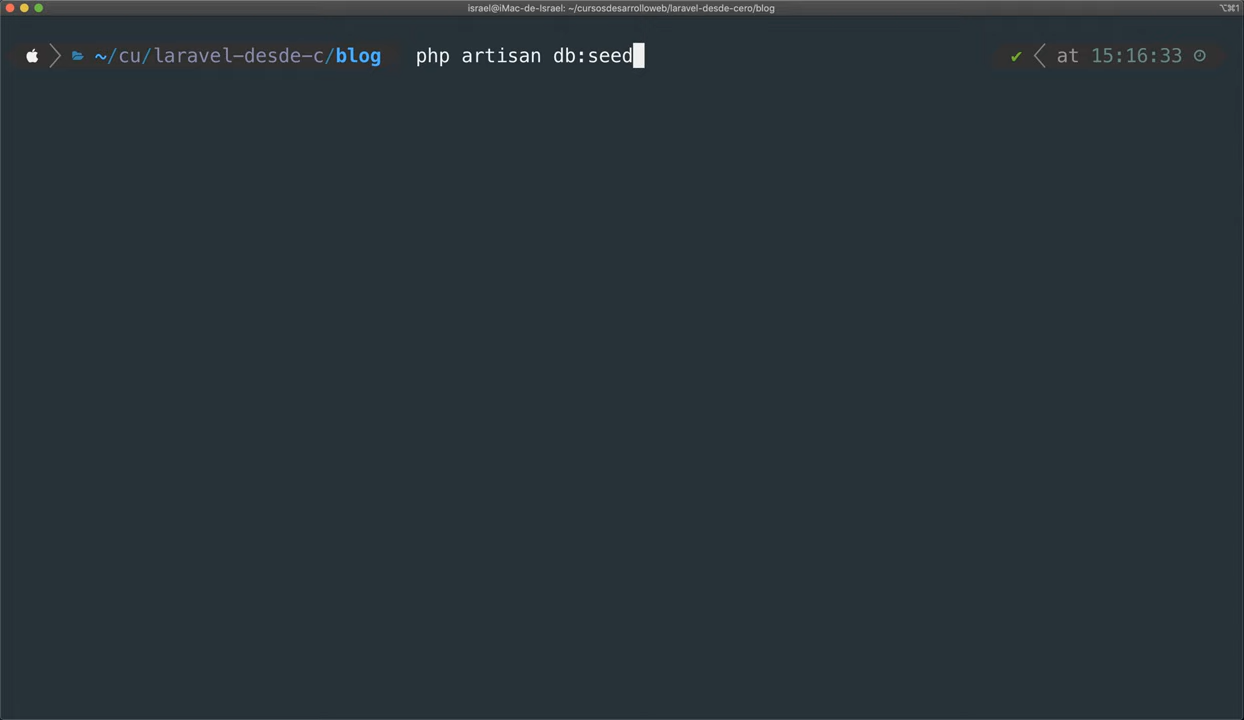 israel@iMac-de-Israel: ~/cursosdesarrolloweb/laravel-desde-cero/blog
⌥⌘1
~/cu/laravel-desde-c/blog php artisan db:seed ✔ at 15:16:33